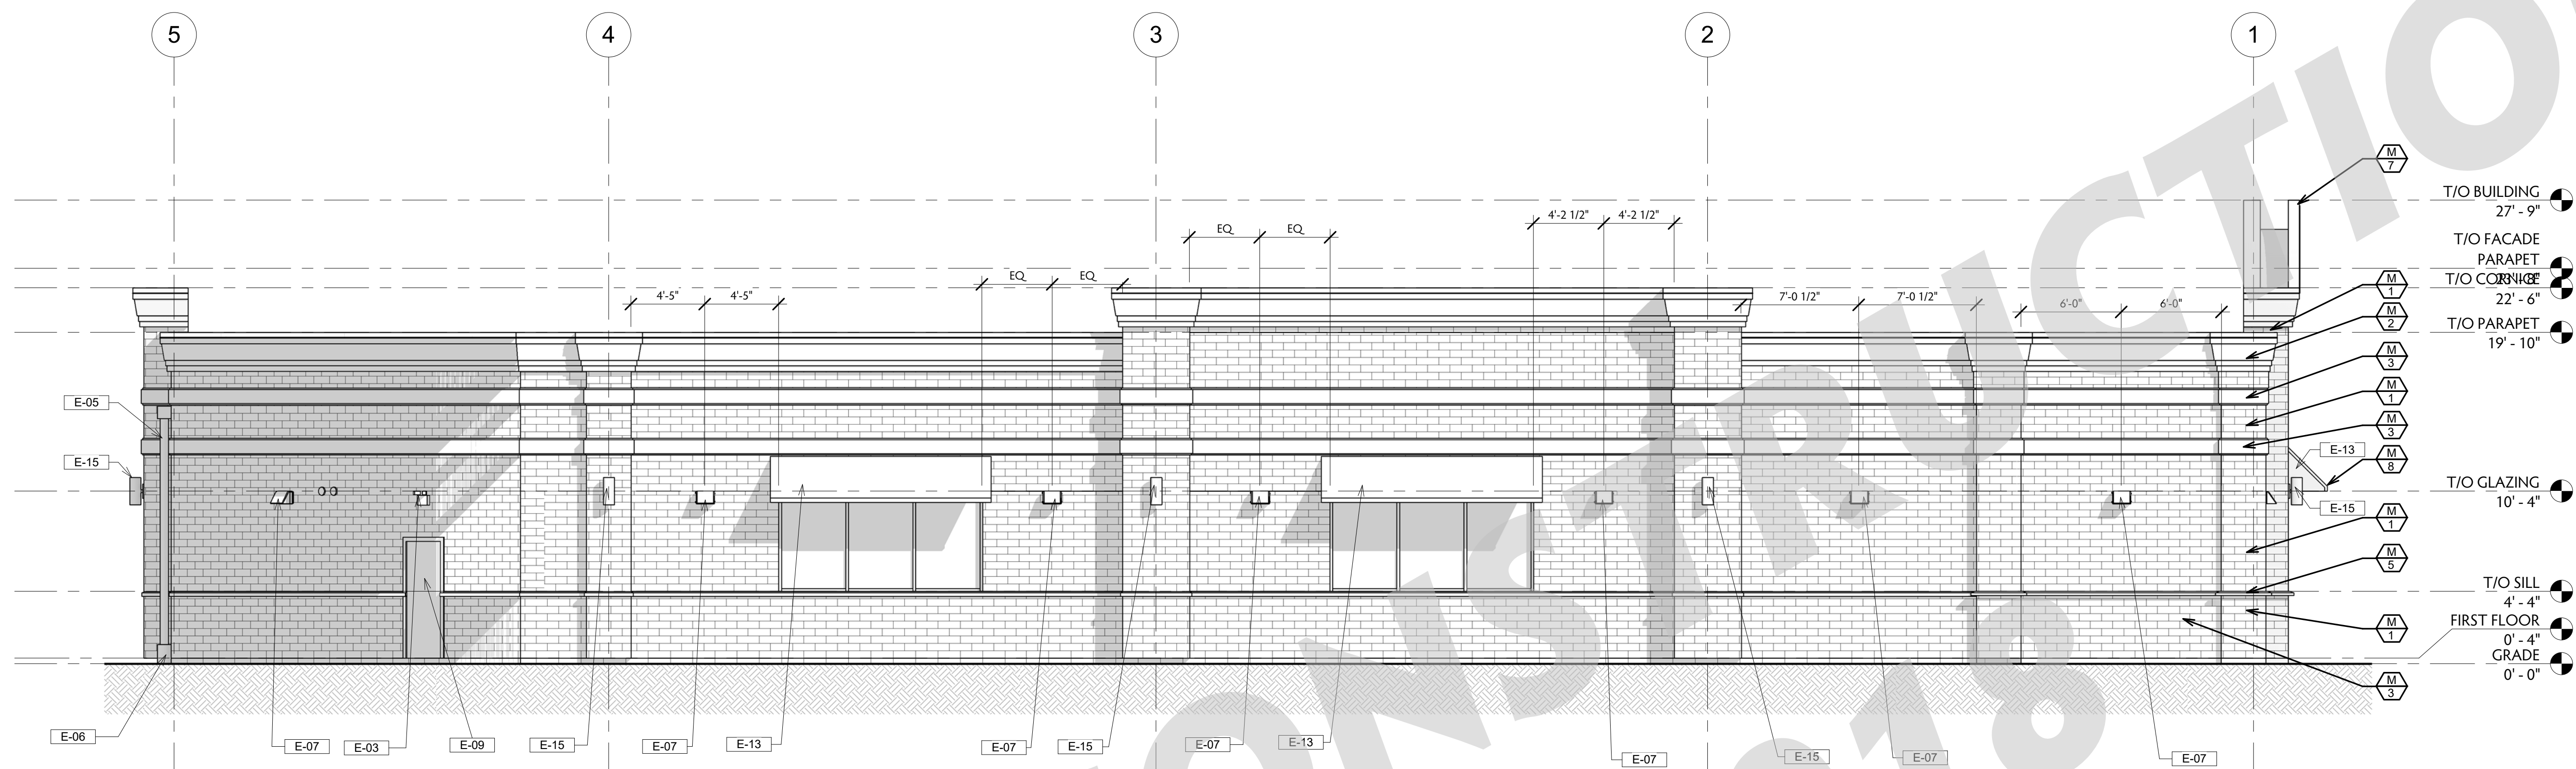 5
4
3
2
1
M
7
T/O BUILDING
27' - 9"
4'-2 1/2"
4'-2 1/2"
EQ
EQ
T/O FACADE
PARAPET
EQ
EQ
M
1
T/O CORNICE
22' - 6"
4'-5"
4'-5"
7'-0 1/2"
7'-0 1/2"
6'-0"
6'-0"
M
2
T/O PARAPET
19' - 10"
M
3
E-05
M
1
M
3
E-13
E-15
M
8
T/O GLAZING
10' - 4"
E-15
M
1
M
5
T/O SILL
4' - 4"
FIRST FLOOR
0' - 4"
M
1
GRADE
0' - 0"
M
3
E-06
E-07
E-03
E-09
E-15
E-07
E-13
E-07
E-15
E-07
E-13
E-07
E-15
E-07
E-07